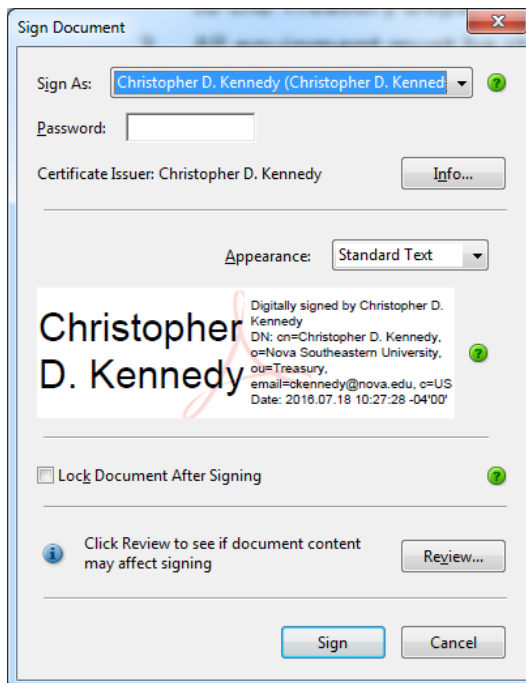 Sign Document
Sign As: Christopher D. Kennedy (Christopher D. Kenned
Password:
Certificate Issuer: Christopher D. Kennedy
Info...
Appearance: Standard Text
Christopher
D. Kennedy
Digitally signed by Christopher D.
Kennedy
DN: cn=Christopher D. Kennedy,
o=Nova Southeastern University,
ou=Treasury,
email=ckennedy@nova.edu, c=US
Date: 2016.07.18 10:27:28 -04'00'
Lock Document After Signing
Click Review to see if document content
may affect signing
Review...
Sign
Cancel